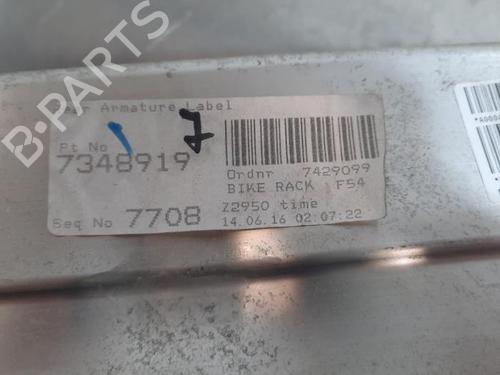 Armature Label
Pt No
7348919
7
Ordnr 7429099
BIKE RACK F54
Seq No 7708
Z2950 time
14.06.16 02:07:22
B-PARTS